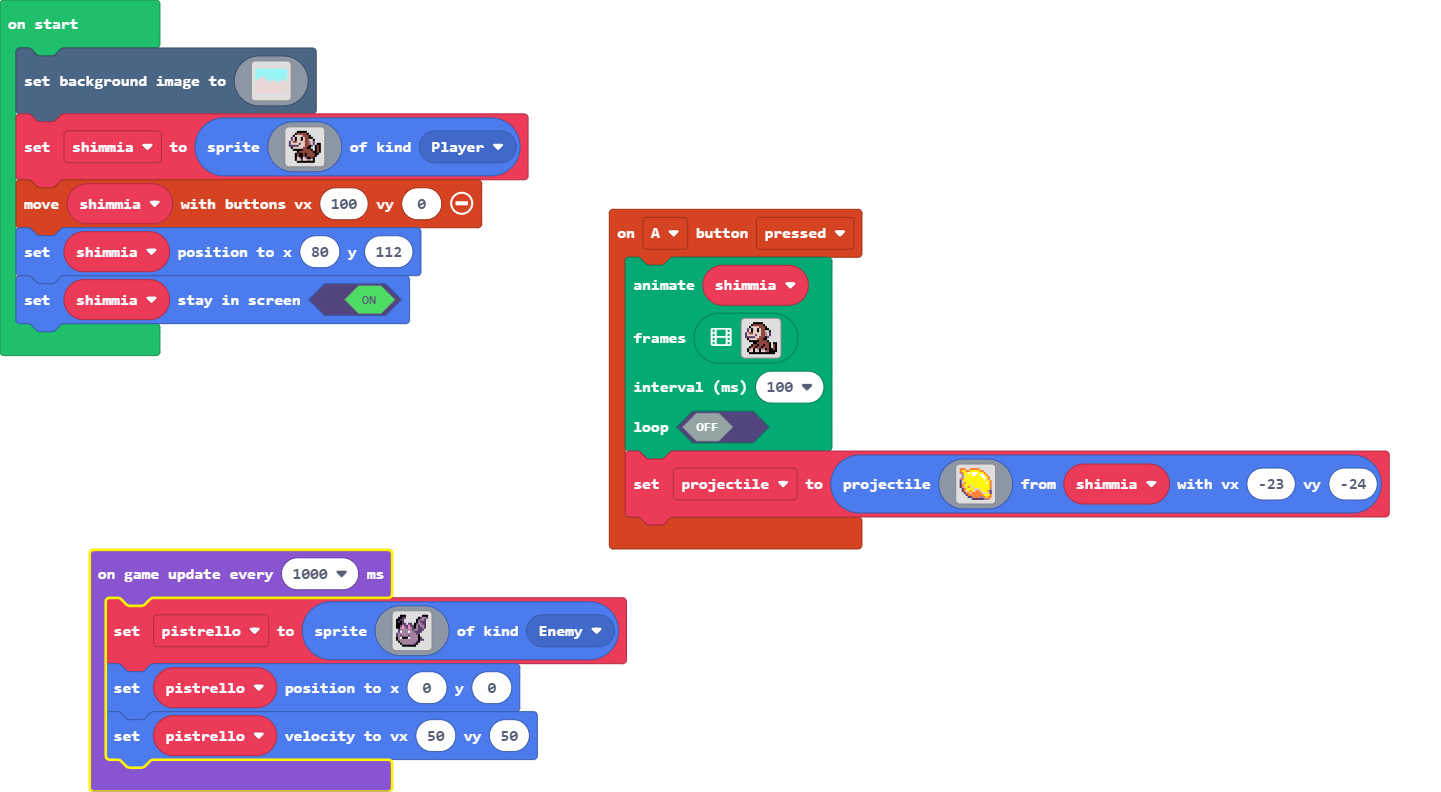 on start
set background image to
set shimmia to sprite of kind Player
move shimmia with buttons vx 100 vy 0
set shimmia position to x 80 y 112
set shimmia stay in screen ON
on A button pressed
animate shimmia
frames
interval (ms) 100
loop OFF
set projectile to projectile from shimmia with vx -23 vy -24
on game update every 1000 ms
set pistrello to sprite of kind Enemy
set pistrello position to x 0 y 0
set pistrello velocity to vx 50 vy 50